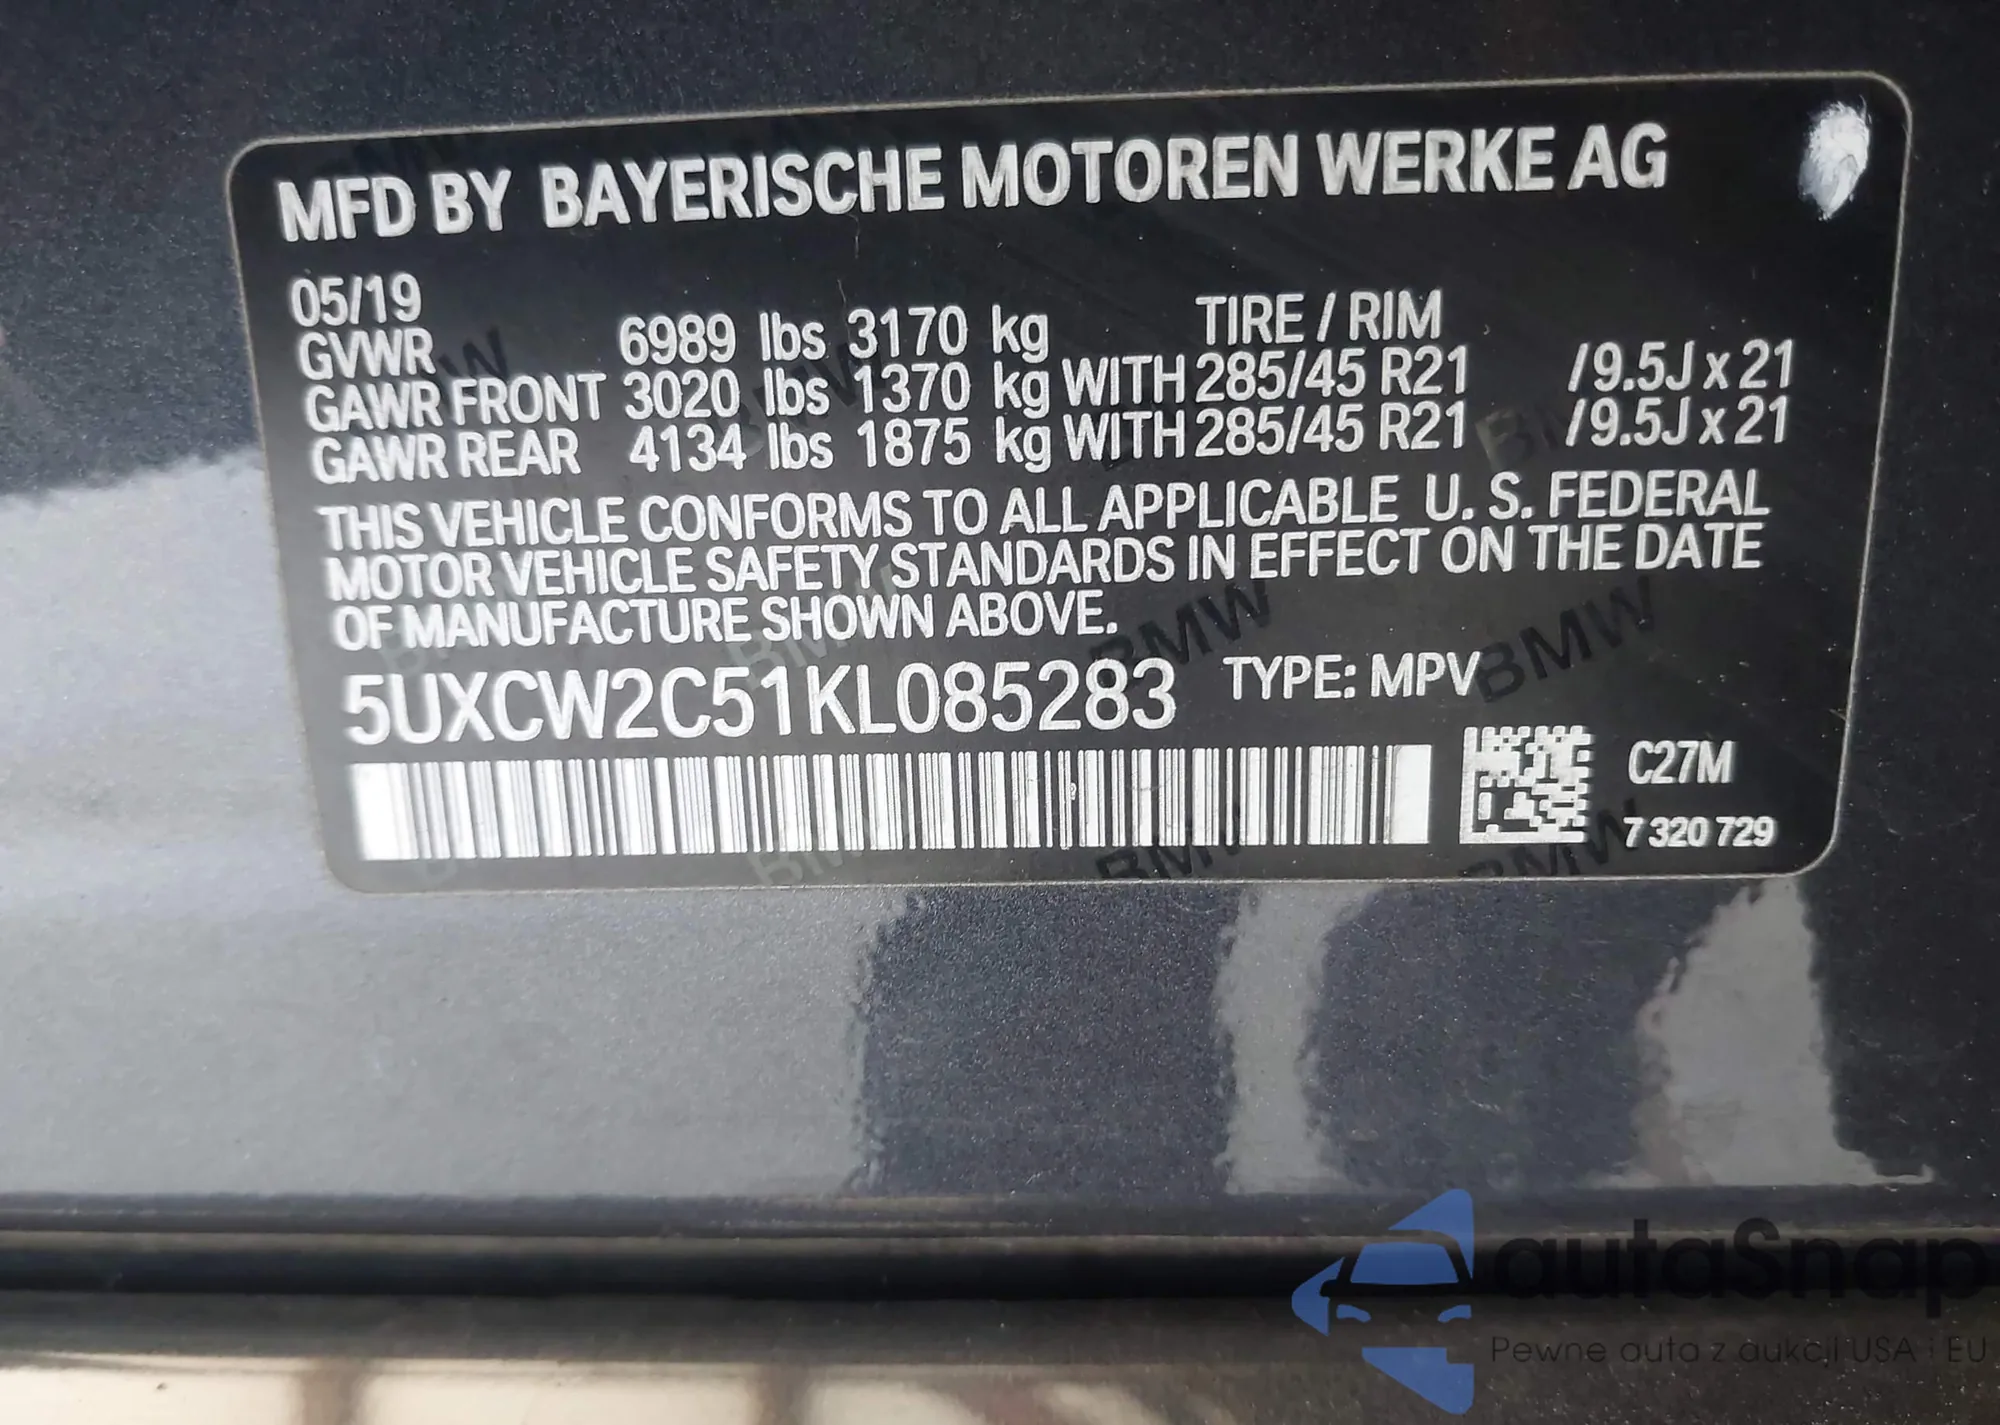 MFD BY BAYERISCHE MOTOREN WERKE AG
05/19 TIRE / RIM
GVWR 6989 lbs 3170 kg
GAWR FRONT 3020 lbs 1370 kg WITH 285/45 R21 /9.5J x 21
GAWR REAR 4134 lbs 1875 kg WITH 285/45 R21 /9.5J x 21
THIS VEHICLE CONFORMS TO ALL APPLICABLE U. S. FEDERAL
MOTOR VEHICLE SAFETY STANDARDS IN EFFECT ON THE DATE
OF MANUFACTURE SHOWN ABOVE.
5UXCW2C51KL085283 TYPE: MPV
C27M
7 320 729
autaSnap
Pewne auta z aukcji USA i EU